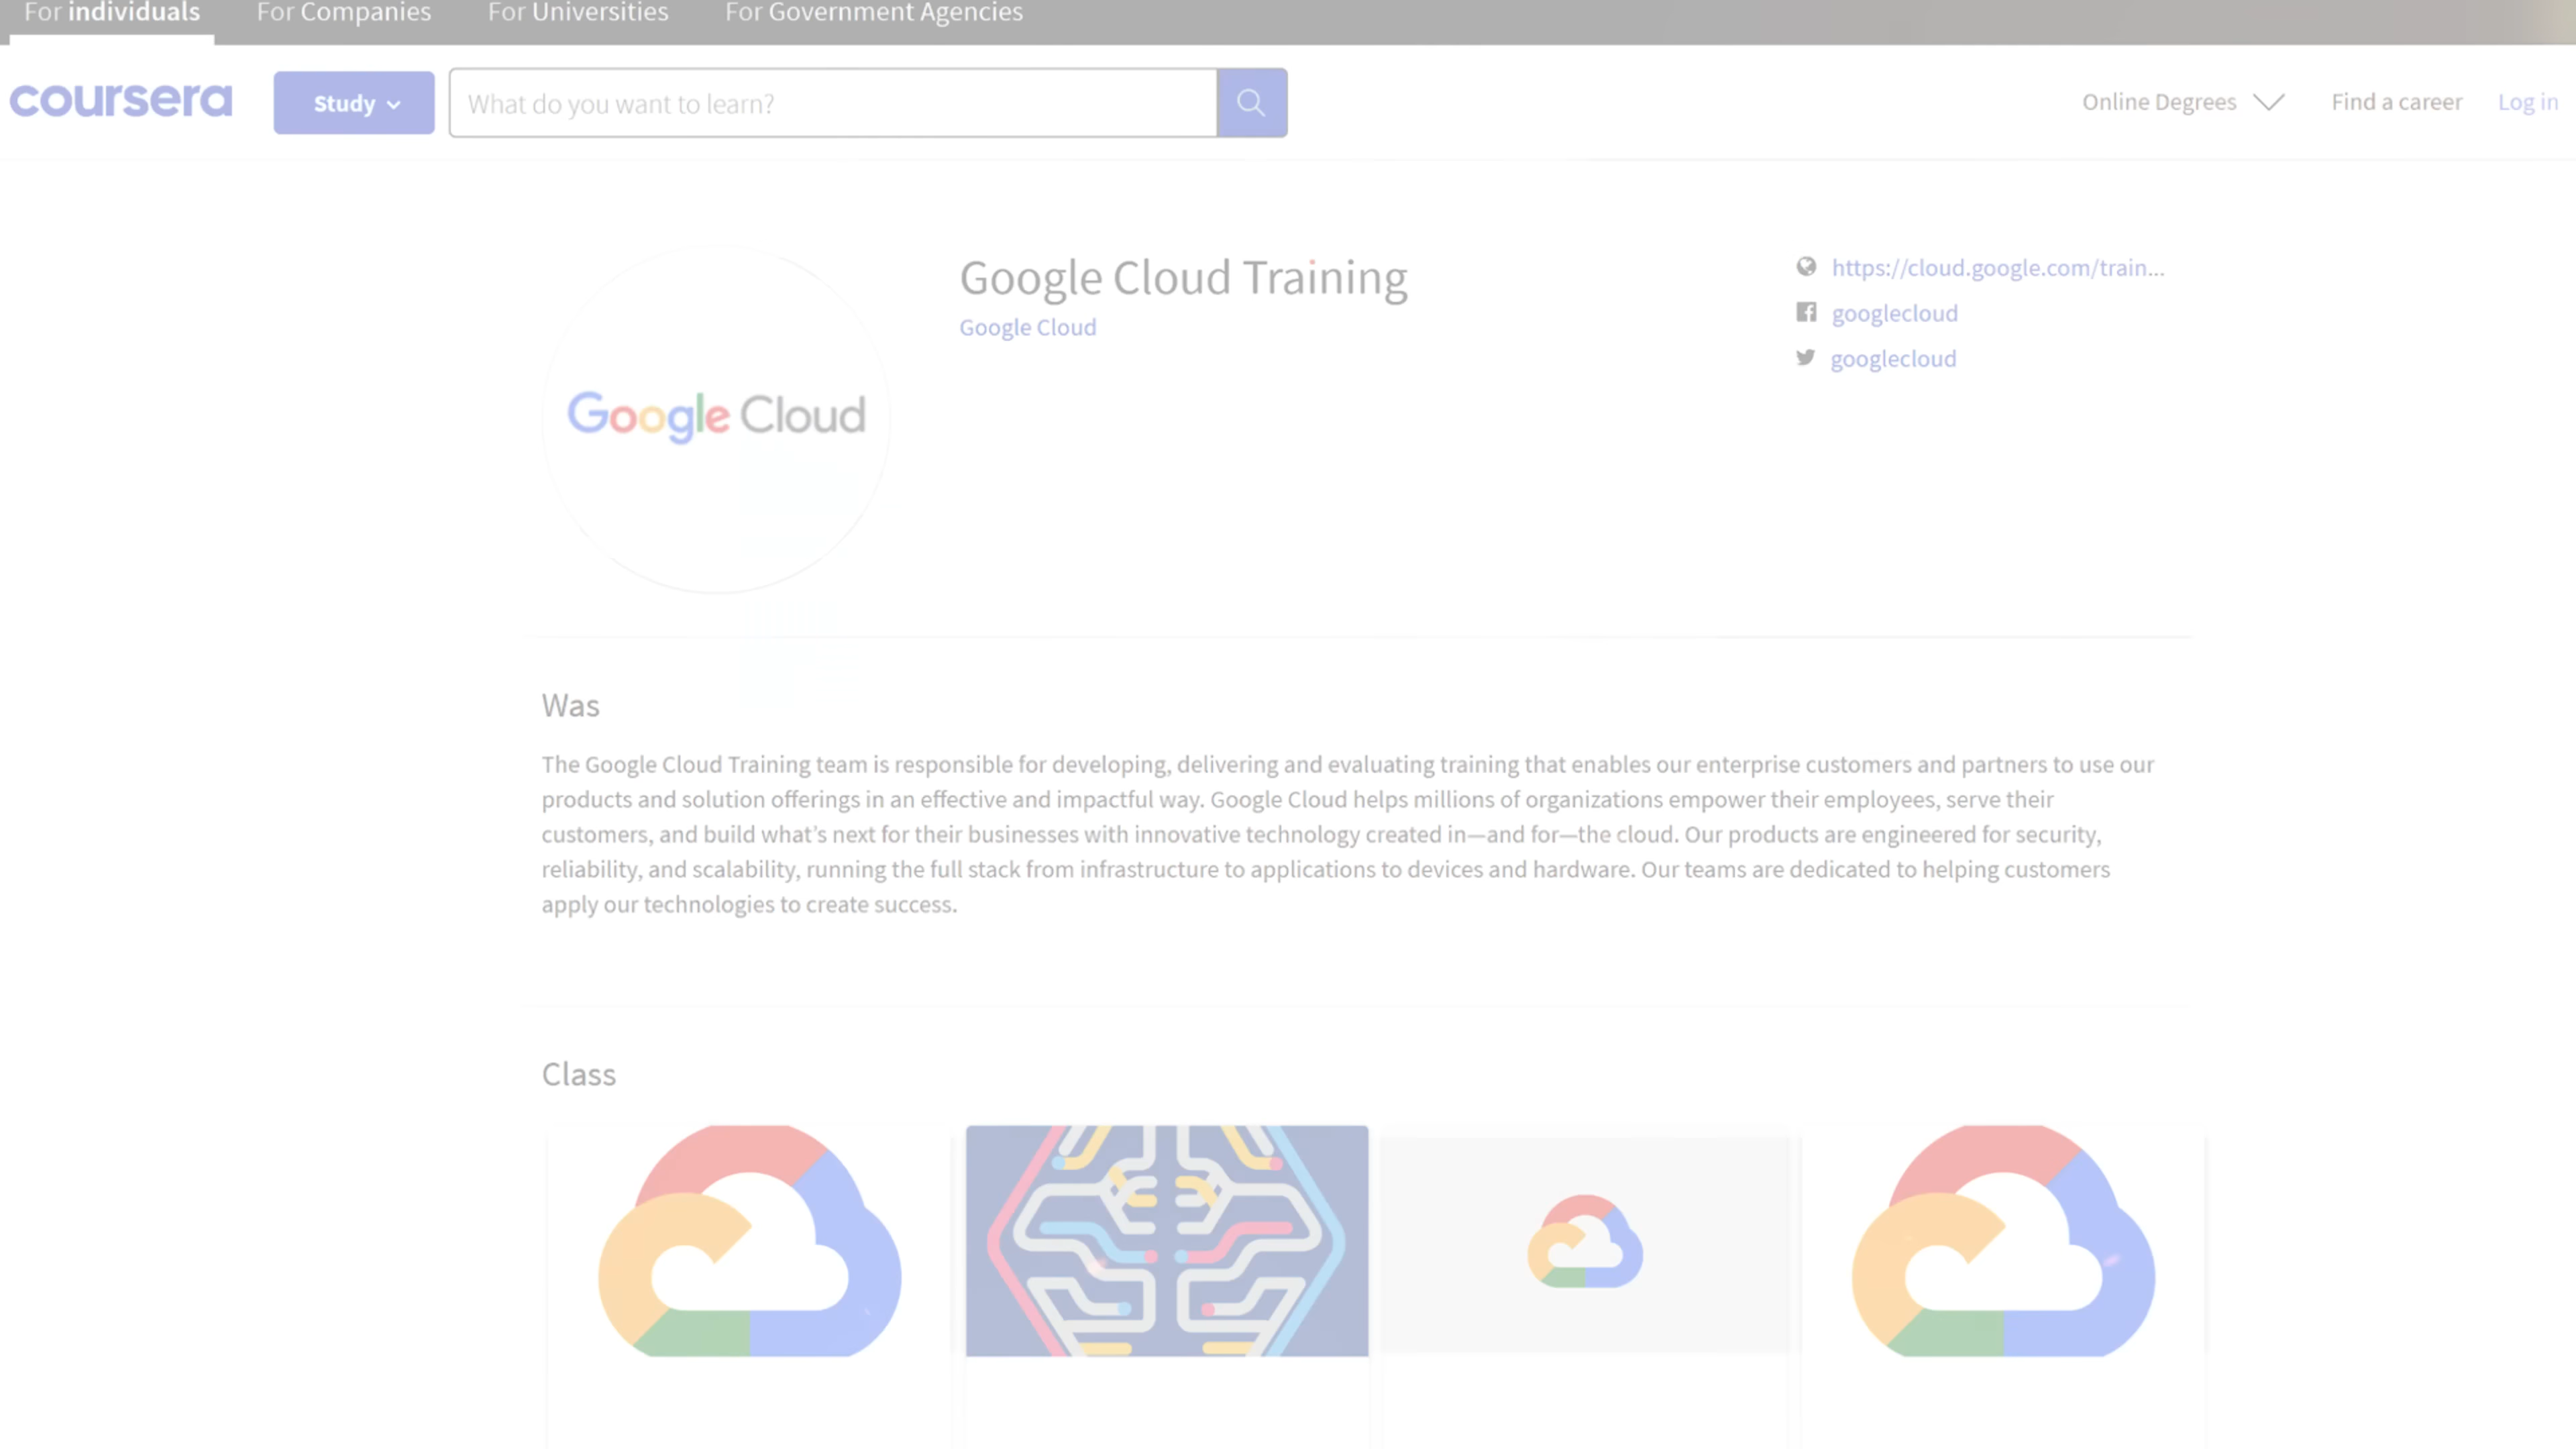 For individuals For Companies For Universities For Government Agencies
coursera Study What do you want to learn? Online Degrees Find a career Log in
Google Cloud Training
Google Cloud
https://cloud.google.com/train...
googlecloud
googlecloud
Google Cloud
Was
The Google Cloud Training team is responsible for developing, delivering and evaluating training that enables our enterprise customers and partners to use our
products and solution offerings in an effective and impactful way. Google Cloud helps millions of organizations empower their employees, serve their
customers, and build what’s next for their businesses with innovative technology created in—and for—the cloud. Our products are engineered for security,
reliability, and scalability, running the full stack from infrastructure to applications to devices and hardware. Our teams are dedicated to helping customers
apply our technologies to create success.
Class